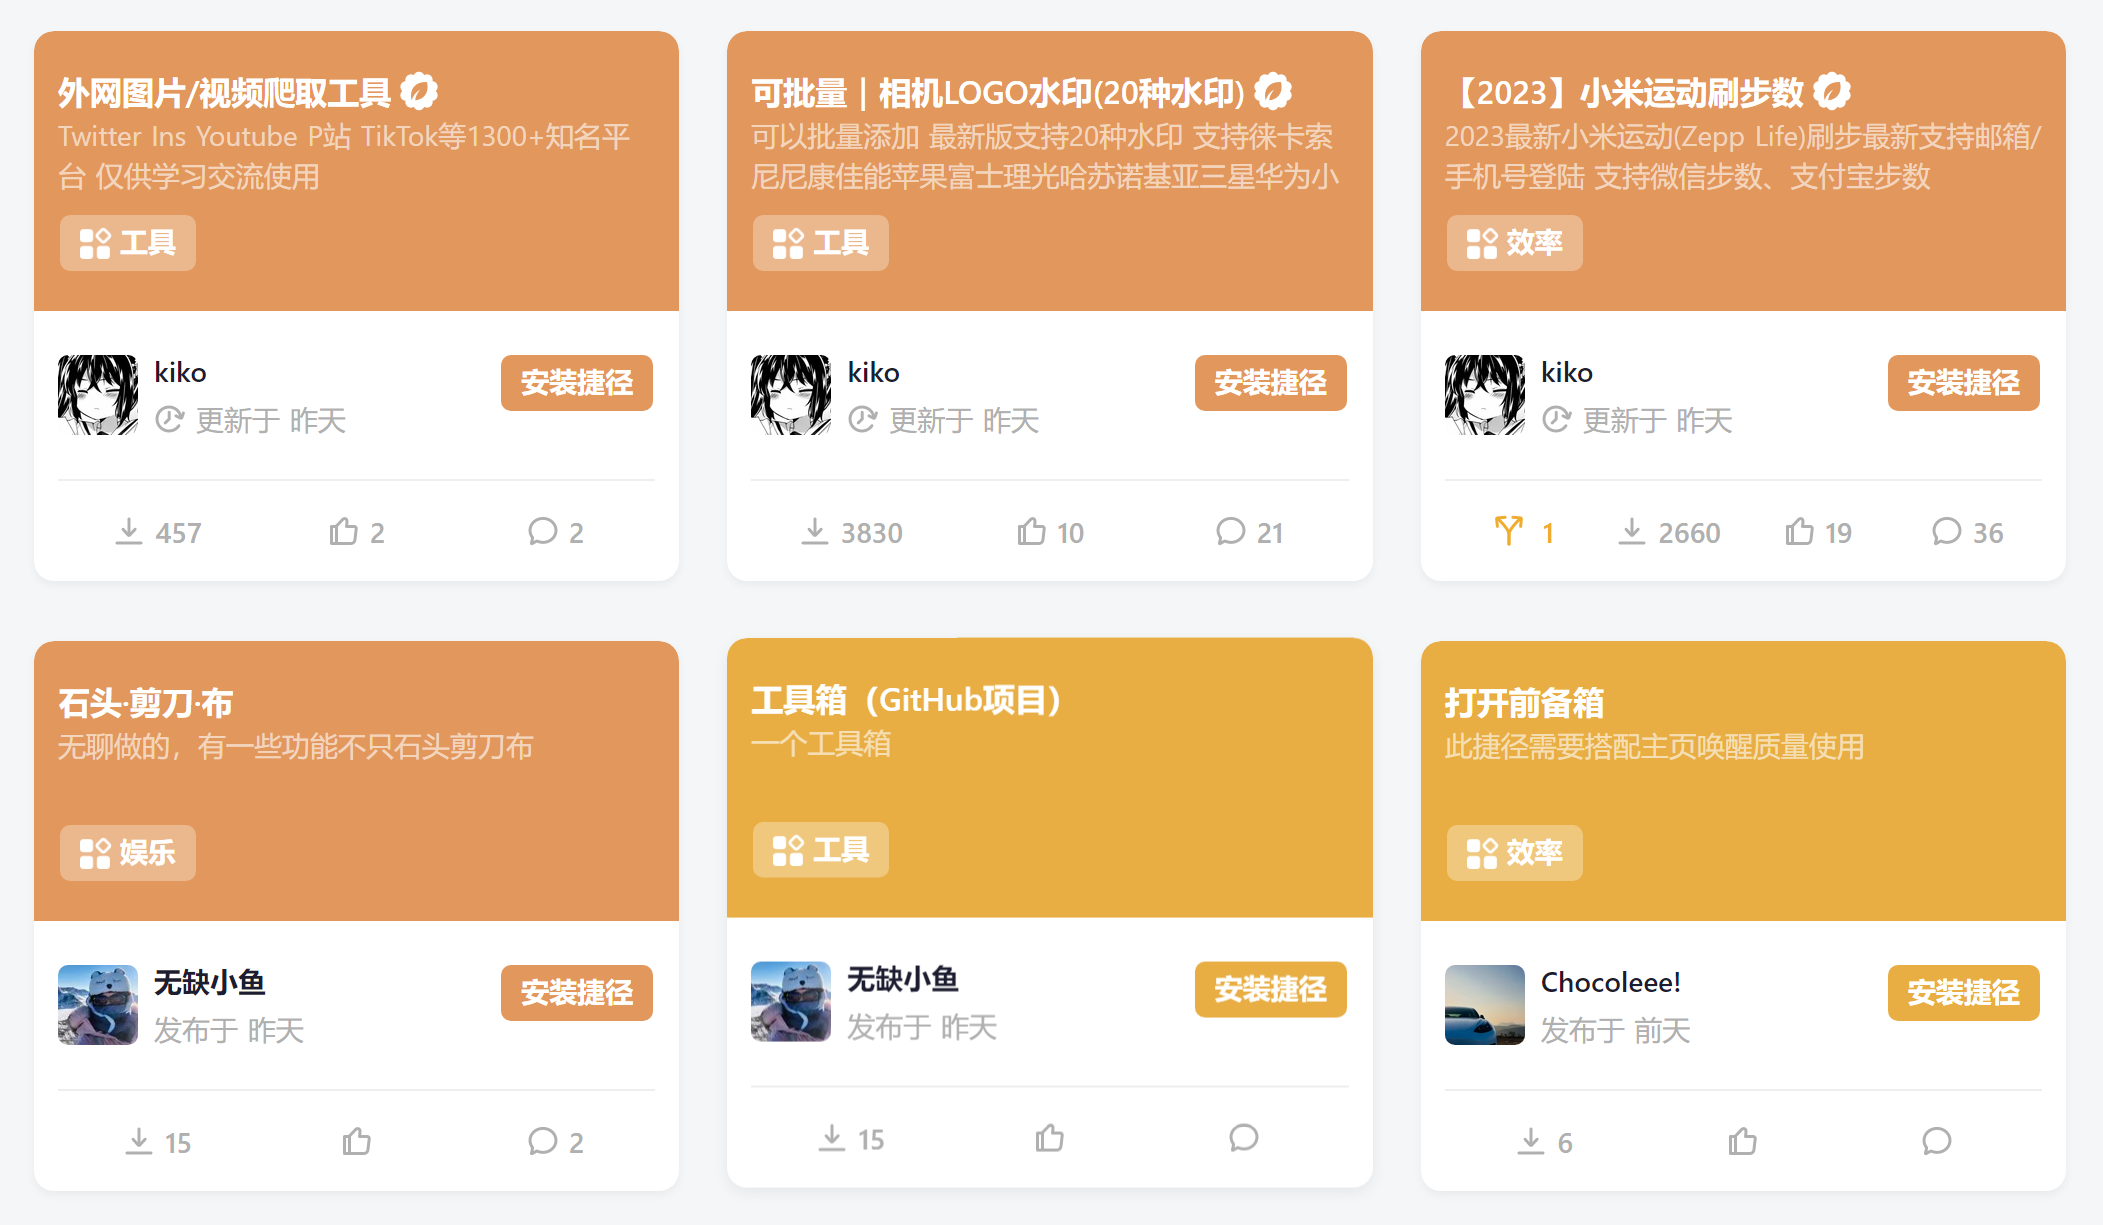 外网图片/视频爬取工具
Twitter Ins Youtube P站 TikTok等1300+知名平
台 仅供学习交流使用
工具
kiko
更新于 昨天
安装捷径
457
2
2
可批量｜相机LOGO水印(20种水印)
可以批量添加 最新版支持20种水印 支持徕卡索
尼尼康佳能苹果富士理光哈苏诺基亚三星华为小
工具
kiko
更新于 昨天
安装捷径
3830
10
21
【2023】小米运动刷步数
2023最新小米运动(Zepp Life)刷步最新支持邮箱/
手机号登陆 支持微信步数、支付宝步数
效率
kiko
更新于 昨天
安装捷径
1
2660
19
36
石头·剪刀·布
无聊做的，有一些功能不只石头剪刀布
娱乐
无缺小鱼
发布于 昨天
安装捷径
15
2
工具箱（GitHub项目）
一个工具箱
工具
无缺小鱼
发布于 昨天
安装捷径
15
打开前备箱
此捷径需要搭配主页唤醒质量使用
效率
Chocoleee!
发布于 前天
安装捷径
6